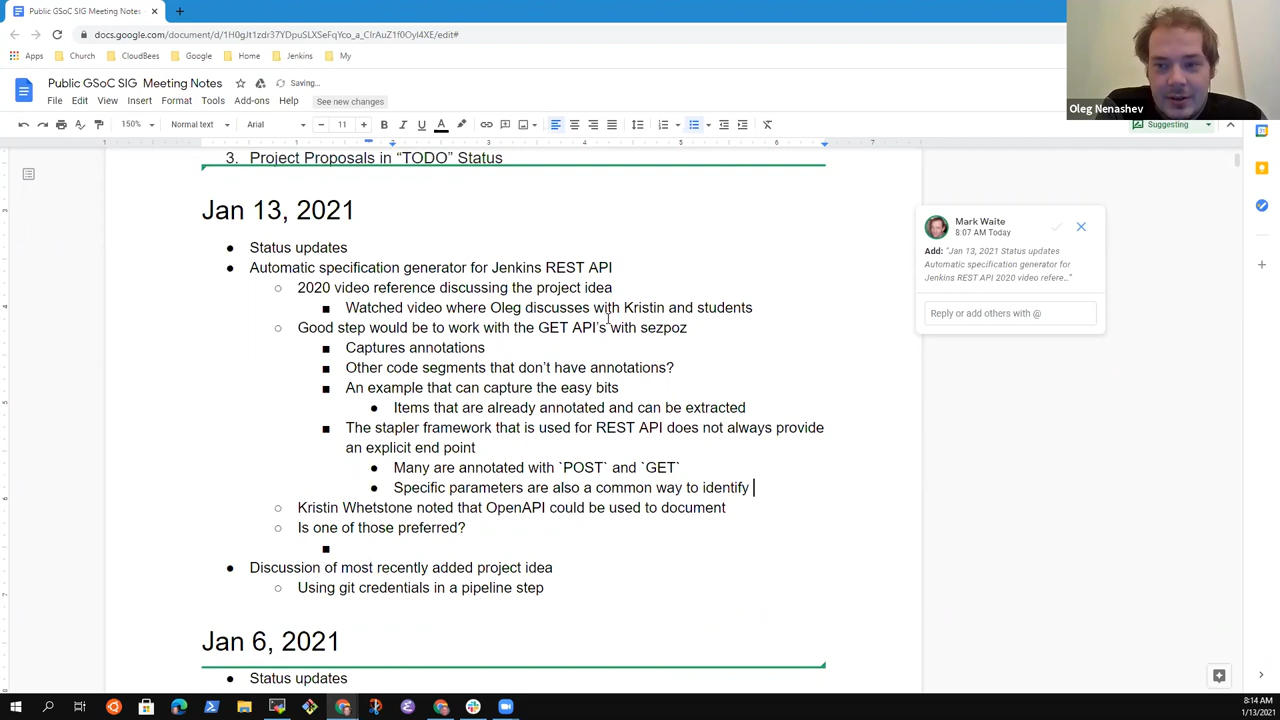 Public GSoC SIG Meeting Notes
docs.google.com/document/d/1H0gJt1zdr37YDpuSLXSeFqYco_a_CIrAuZ1f0OyI4XE/edit#
Apps Church CloudBees Google Home Jenkins My
Oleg Nenashev
Public GSoC SIG Meeting Notes Saving...
File Edit View Insert Format Tools Add-ons Help See new changes
150% Normal text Arial 11 Suggesting
3. Project Proposals in “TODO” Status
Jan 13, 2021
Status updates
Automatic specification generator for Jenkins REST API
2020 video reference discussing the project idea
Watched video where Oleg discusses with Kristin and students
Good step would be to work with the GET API’s with sezpoz
Captures annotations
Other code segments that don’t have annotations?
An example that can capture the easy bits
Items that are already annotated and can be extracted
The stapler framework that is used for REST API does not always provide
an explicit end point
Many are annotated with `POST` and `GET`
Specific parameters are also a common way to identify
Kristin Whetstone noted that OpenAPI could be used to document
Is one of those preferred?
Discussion of most recently added project idea
Using git credentials in a pipeline step
Jan 6, 2021
Status updates
Mark Waite
8:07 AM Today
Add: “Jan 13, 2021 Status updates
Automatic specification generator for
Jenkins REST API 2020 video refere...”
Reply or add others with @
8:14 AM
1/13/2021